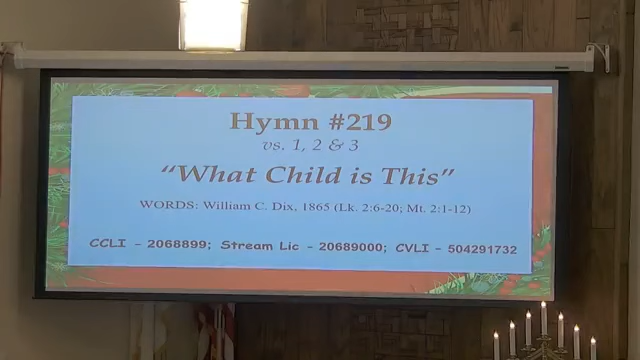 Hymn #219
vs. 1, 2 & 3
“What Child is This”
WORDS: William C. Dix, 1865 (Lk. 2:6-20; Mt. 2:1-12)
CCLI – 2068899; Stream Lic – 20689000; CVLI – 504291732